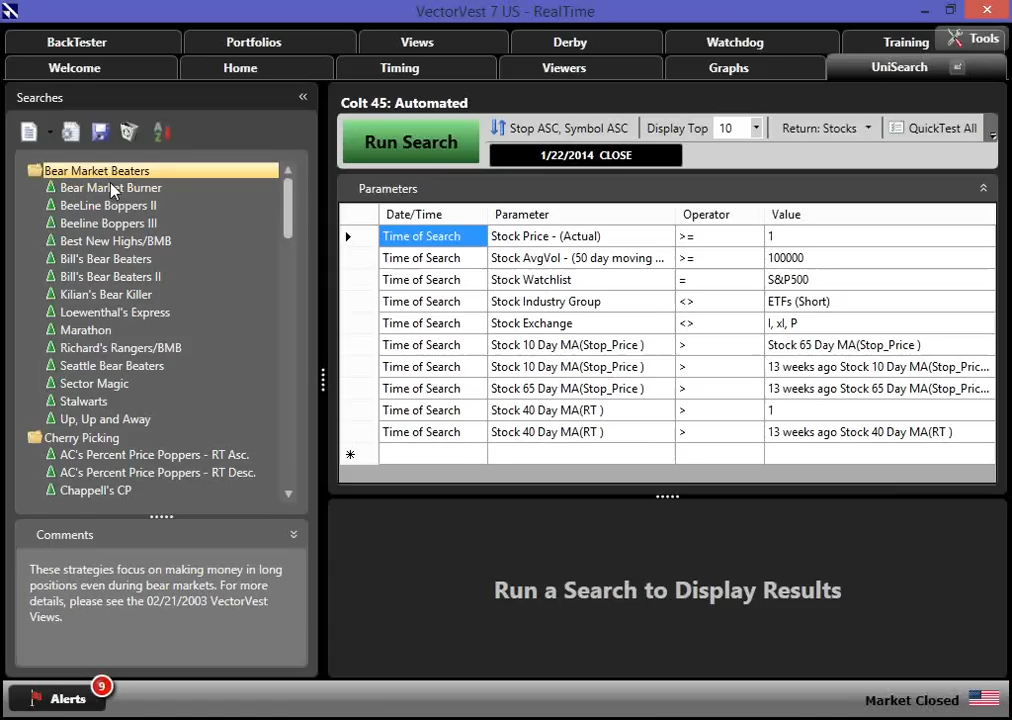 VectorVest 7 US - RealTime
BackTester Portfolios Views Derby Watchdog Training Tools
Welcome Home Timing Viewers Graphs UniSearch
Searches
Bear Market Beaters
Bear Market Burner
BeeLine Boppers II
Beeline Boppers III
Best New Highs/BMB
Bill's Bear Beaters
Bill's Bear Beaters II
Kilian's Bear Killer
Loewenthal's Express
Marathon
Richard's Rangers/BMB
Seattle Bear Beaters
Sector Magic
Stalwarts
Up, Up and Away
Cherry Picking
AC's Percent Price Poppers - RT Asc.
AC's Percent Price Poppers - RT Desc.
Chappell's CP
Comments
These strategies focus on making money in long
positions even during bear markets. For more
details, please see the 02/21/2003 VectorVest
Views.
Colt 45: Automated
Run Search
Stop ASC, Symbol ASC Display Top 10 Return: Stocks QuickTest All
1/22/2014 CLOSE
Parameters
Date/Time Parameter Operator Value
Time of Search Stock Price - (Actual) >= 1
Time of Search Stock AvgVol - (50 day moving ... >= 100000
Time of Search Stock Watchlist = S&P500
Time of Search Stock Industry Group <> ETFs (Short)
Time of Search Stock Exchange <> I, xl, P
Time of Search Stock 10 Day MA(Stop_Price ) > Stock 65 Day MA(Stop_Price )
Time of Search Stock 10 Day MA(Stop_Price ) > 13 weeks ago Stock 10 Day MA(Stop_Pric...
Time of Search Stock 65 Day MA(Stop_Price ) > 13 weeks ago Stock 65 Day MA(Stop_Pric...
Time of Search Stock 40 Day MA(RT ) > 1
Time of Search Stock 40 Day MA(RT ) > 13 weeks ago Stock 40 Day MA(RT )
Run a Search to Display Results
Alerts 9
Market Closed